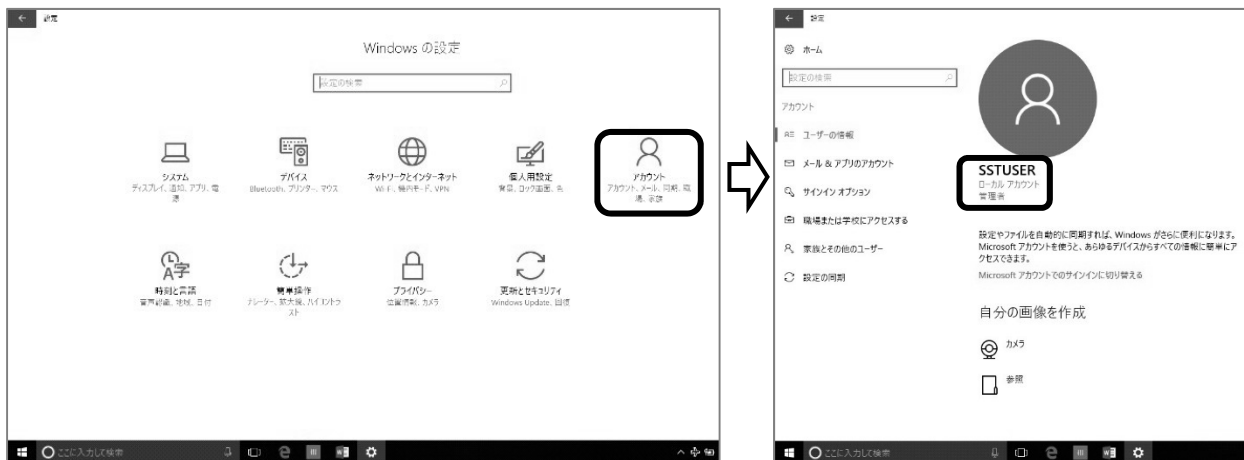 設定
Windows の設定
設定の検索
システム
ディスプレイ、通知、アプリ、電
源
デバイス
Bluetooth、プリンター、マウス
ネットワークとインターネット
Wi-Fi、機内モード、VPN
個人用設定
背景、ロック画面、色
アカウント
アカウント、メール、同期、職
場、家族
時刻と言語
音声認識、地域、日付
簡単操作
ナレーター、拡大鏡、ハイコントラ
スト
プライバシー
位置情報、カメラ
更新とセキュリティ
Windows Update、回復
ここに入力して検索
設定
ホーム
設定の検索
アカウント
ユーザーの情報
メール & アプリのアカウント
サインイン オプション
職場または学校にアクセスする
家族とその他のユーザー
設定の同期
SSTUSER
ローカル アカウント
管理者
設定やファイルを自動的に同期すれば、Windows がさらに便利になります。
Microsoft アカウントを使うと、あらゆるデバイスからすべての情報に簡単にア
クセスできます。
Microsoft アカウントでのサインインに切り替える
自分の画像を作成
カメラ
参照
ここに入力して検索